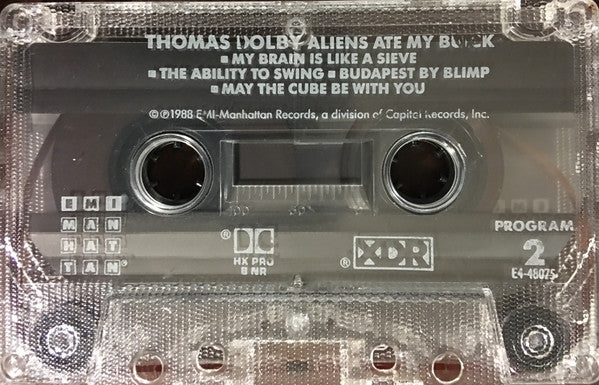 THOMAS DOLBY ALIENS ATE MY BUICK
▪ MY BRAIN IS LIKE A SIEVE
▪ THE ABILITY TO SWING ▪ BUDAPEST BY BLIMP
▪ MAY THE CUBE BE WITH YOU
©℗1988 EMI-Manhattan Records, a division of Capitol Records, Inc.
EMI
MAN
HAT
TAN®
®
HX PRO
B NR
® XDR
PROGRAM
2
E4-48075